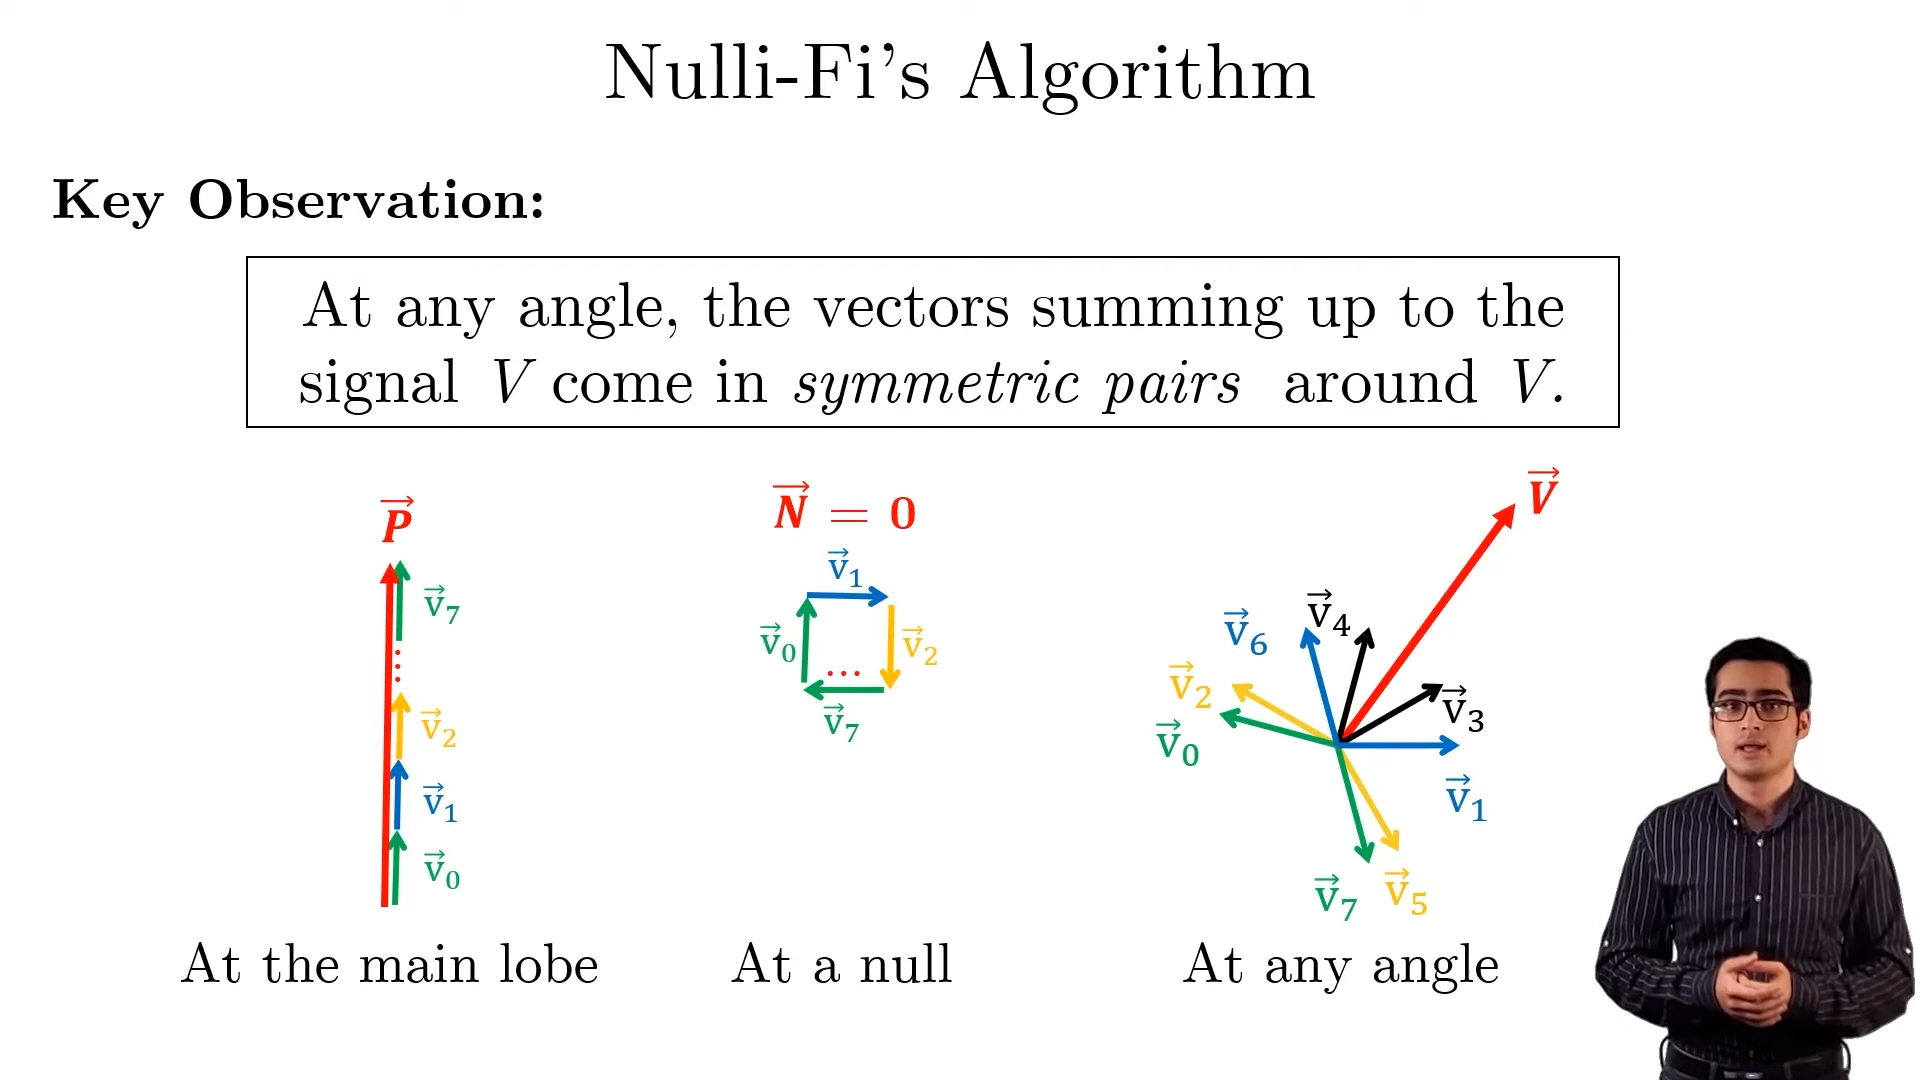 Nulli-Fi's Algorithm
Key Observation:
At any angle, the vectors summing up to the
signal V come in symmetric pairs around V.
P⃗
v⃗₇
⋮
v⃗₂
v⃗₁
v⃗₀
At the main lobe
N⃗ = 0
v⃗₁
v⃗₀
v⃗₂
...
v⃗₇
At a null
V⃗
v⃗₄
v⃗₆
v⃗₂
v⃗₃
v⃗₀
v⃗₁
v⃗₇
v⃗₅
At any angle